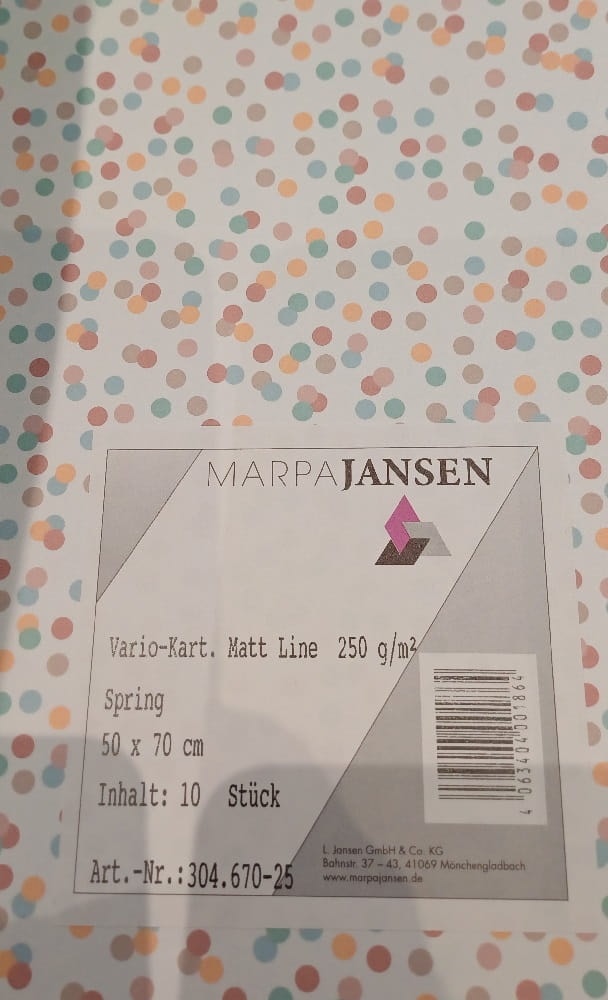 MARPAJANSEN
Vario-Kart. Matt Line 250 g/m²
Spring
50 x 70 cm
Inhalt: 10 Stück
4 063404 001864
Art.-Nr.:304.670-25
L. Jansen GmbH & Co. KG
Bahnstr. 37 – 43, 41069 Mönchengladbach
www.marpajansen.de